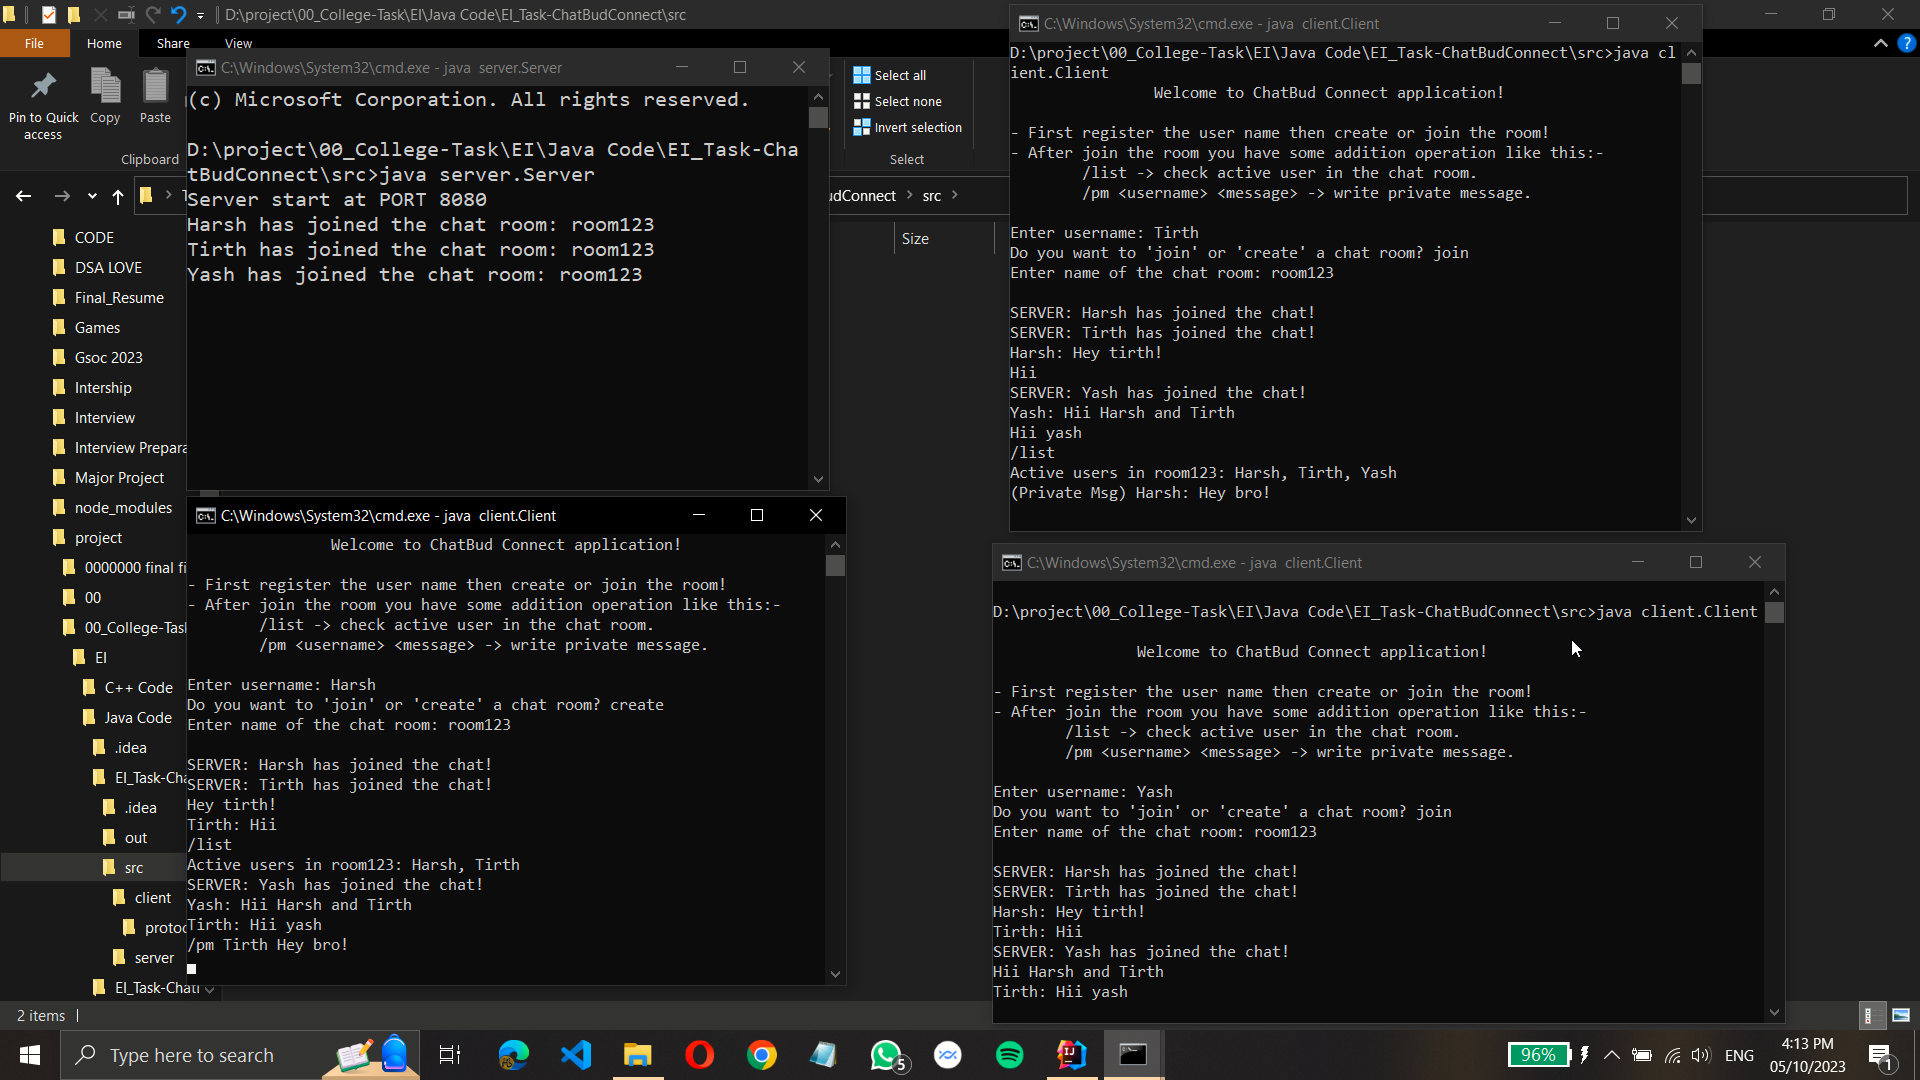 D:\project\00_College-Task\EI\Java Code\EI_Task-ChatBudConnect\src
File
Home
Share
View
Pin to Quick
access
Copy
Paste
Clipboard
Select all
Select none
Invert selection
Select
udConnect > src >
Size
CODE
DSA LOVE
Final_Resume
Games
Gsoc 2023
Intership
Interview
Interview Prepara
Major Project
node_modules
project
0000000 final fi
00
00_College-Task
EI
C++ Code
Java Code
.idea
EI_Task-Cha
.idea
out
src
client
protoc
server
EI_Task-Chatl
2 items
C:\Windows\System32\cmd.exe - java  server.Server
(c) Microsoft Corporation. All rights reserved.
D:\project\00_College-Task\EI\Java Code\EI_Task-Cha
tBudConnect\src>java server.Server
Server start at PORT 8080
Harsh has joined the chat room: room123
Tirth has joined the chat room: room123
Yash has joined the chat room: room123
C:\Windows\System32\cmd.exe - java  client.Client
Welcome to ChatBud Connect application!
- First register the user name then create or join the room!
- After join the room you have some addition operation like this:-
/list -> check active user in the chat room.
/pm <username> <message> -> write private message.
Enter username: Harsh
Do you want to 'join' or 'create' a chat room? create
Enter name of the chat room: room123
SERVER: Harsh has joined the chat!
SERVER: Tirth has joined the chat!
Hey tirth!
Tirth: Hii
/list
Active users in room123: Harsh, Tirth
SERVER: Yash has joined the chat!
Yash: Hii Harsh and Tirth
Tirth: Hii yash
/pm Tirth Hey bro!
C:\Windows\System32\cmd.exe - java  client.Client
D:\project\00_College-Task\EI\Java Code\EI_Task-ChatBudConnect\src>java cl
ient.Client
Welcome to ChatBud Connect application!
- First register the user name then create or join the room!
- After join the room you have some addition operation like this:-
/list -> check active user in the chat room.
/pm <username> <message> -> write private message.
Enter username: Tirth
Do you want to 'join' or 'create' a chat room? join
Enter name of the chat room: room123
SERVER: Harsh has joined the chat!
SERVER: Tirth has joined the chat!
Harsh: Hey tirth!
Hii
SERVER: Yash has joined the chat!
Yash: Hii Harsh and Tirth
Hii yash
/list
Active users in room123: Harsh, Tirth, Yash
(Private Msg) Harsh: Hey bro!
C:\Windows\System32\cmd.exe - java  client.Client
D:\project\00_College-Task\EI\Java Code\EI_Task-ChatBudConnect\src>java client.Client
Welcome to ChatBud Connect application!
- First register the user name then create or join the room!
- After join the room you have some addition operation like this:-
/list -> check active user in the chat room.
/pm <username> <message> -> write private message.
Enter username: Yash
Do you want to 'join' or 'create' a chat room? join
Enter name of the chat room: room123
SERVER: Harsh has joined the chat!
SERVER: Tirth has joined the chat!
Harsh: Hey tirth!
Tirth: Hii
SERVER: Yash has joined the chat!
Hii Harsh and Tirth
Tirth: Hii yash
Type here to search
5
96%
ENG
4:13 PM
05/10/2023
1